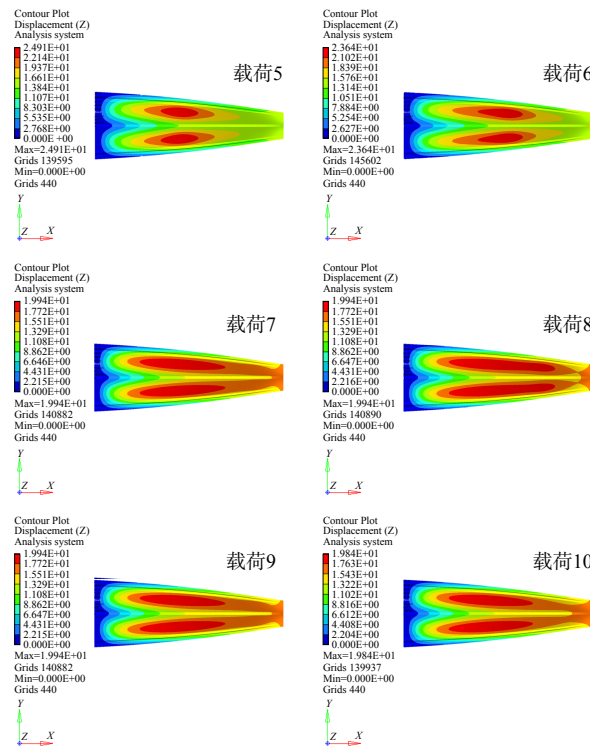 Contour Plot
Displacement (Z)
Analysis system
2.491E+01
2.214E+01
1.937E+01
1.661E+01
1.384E+01
1.107E+01
8.303E+00
5.535E+00
2.768E+00
0.000E +00
Max=2.491E+01
Grids 139595
Min=0.000E+00
Grids 440
载荷5
Y
Z
X
Contour Plot
Displacement (Z)
Analysis system
2.364E+01
2.102E+01
1.839E+01
1.576E+01
1.314E+01
1.051E+01
7.884E+00
5.254E+00
2.627E+00
0.000E+00
Max=2.364E+01
Grids 145602
Min=0.000E+00
Grids 440
载荷6
Y
Z
X
Contour Plot
Displacement (Z)
Analysis system
1.994E+01
1.772E+01
1.551E+01
1.329E+01
1.108E+01
8.862E+00
6.646E+00
4.431E+00
2.215E+00
0.000E+00
Max=1.994E+01
Grids 140882
Min=0.000E+00
Grids 440
载荷7
Y
Z
X
Contour Plot
Displacement (Z)
Analysis system
1.994E+01
1.772E+01
1.551E+01
1.329E+01
1.108E+01
8.862E+00
6.647E+00
4.431E+00
2.216E+00
0.000E+00
Max=1.994E+01
Grids 140890
Min=0.000E+00
Grids 440
载荷8
Y
Z
X
Contour Plot
Displacement (Z)
Analysis system
1.994E+01
1.772E+01
1.551E+01
1.329E+01
1.108E+01
8.862E+00
6.647E+00
4.431E+00
2.215E+00
0.000E+00
Max=1.994E+01
Grids 140882
Min=0.000E+00
Grids 440
载荷9
Y
Z
X
Contour Plot
Displacement (Z)
Analysis system
1.984E+01
1.763E+01
1.543E+01
1.322E+01
1.102E+01
8.816E+00
6.612E+00
4.408E+00
2.204E+00
0.000E+00
Max=1.984E+01
Grids 139937
Min=0.000E+00
Grids 440
载荷10
Y
Z
X